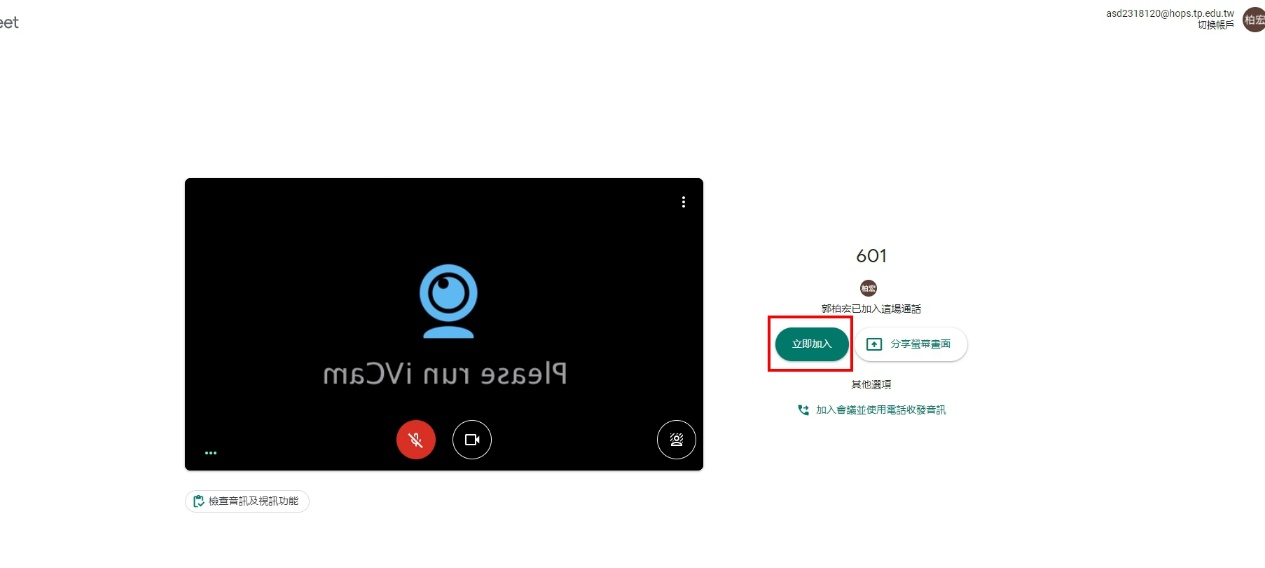 eet
asd2318120@hops.tp.edu.tw
切換帳戶
柏宏
Please run iVCam
檢查音訊及視訊功能
601
柏宏
郭柏宏已加入這場通話
立即加入
分享螢幕畫面
其他選項
加入會議並使用電話收發音訊